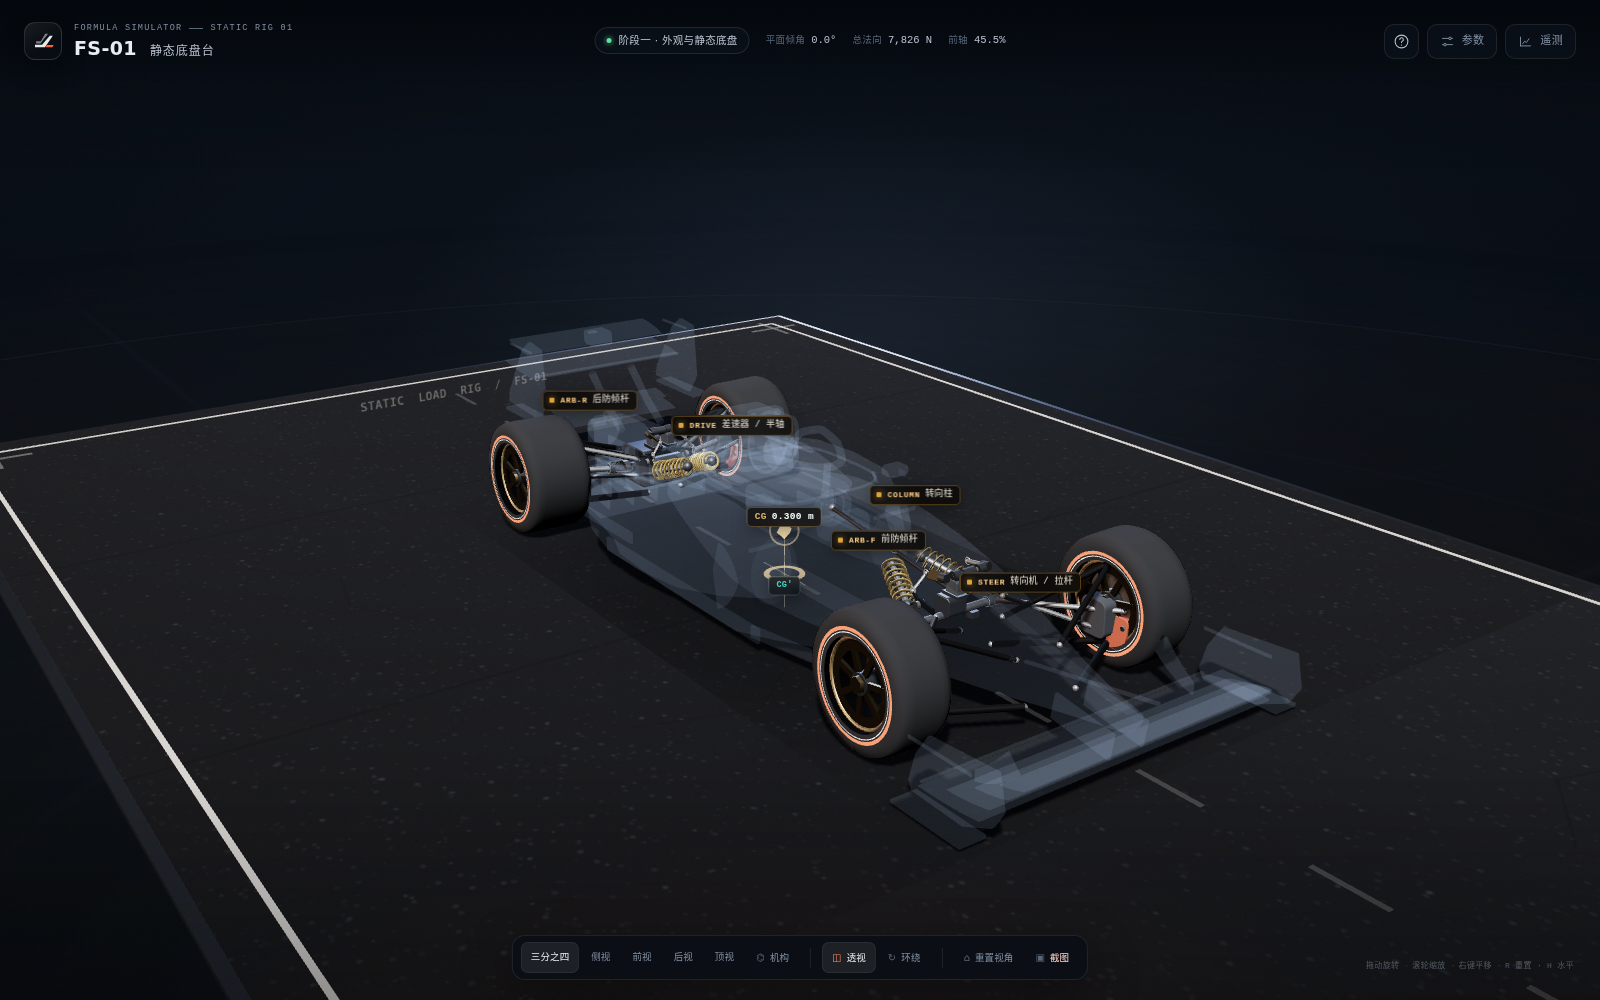 FORMULA SIMULATOR — STATIC RIG 01
FS-01 静态底盘台
阶段一 · 外观与静态底盘 平面倾角 0.0° 总法向 7,826 N 前轴 45.5%
参数 遥测
STATIC LOAD RIG / FS-01
ARB-R 后防倾杆
DRIVE 差速器 / 半轴
COLUMN 转向柱
CG 0.300 m
ARB-F 前防倾杆
STEER 转向机 / 拉杆
CG'
三分之四 侧视 前视 后视 顶视 机构 透视 环绕 重置视角 截图
拖动旋转 · 滚轮缩放 · 右键平移 · R 重置 · H 水平